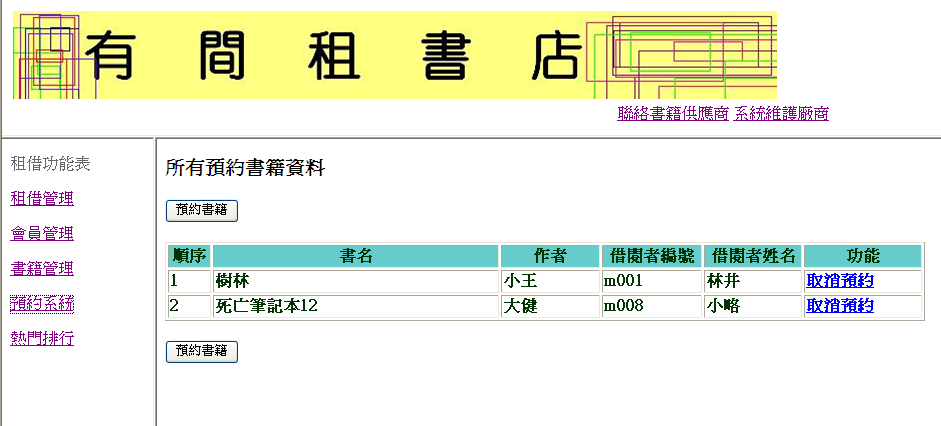 有間租書店
聯絡書籍供應商 系統維護廠商
租借功能表
租借管理
會員管理
書籍管理
預約系統
熱門排行
所有預約書籍資料
預約書籍
順序 書名 作者 借閱者編號 借閱者姓名 功能
1 樹林 小王 m001 林井 取消預約
2 死亡筆記本12 大健 m008 小略 取消預約
預約書籍